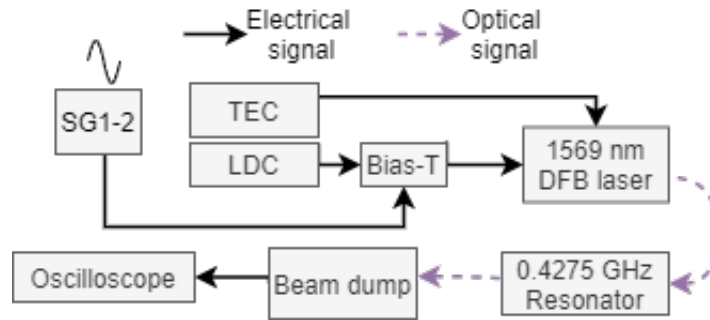 Electrical
signal
Optical
signal
SG1-2
TEC
LDC
Bias-T
1569 nm
DFB laser
Oscilloscope
Beam dump
0.4275 GHz
Resonator